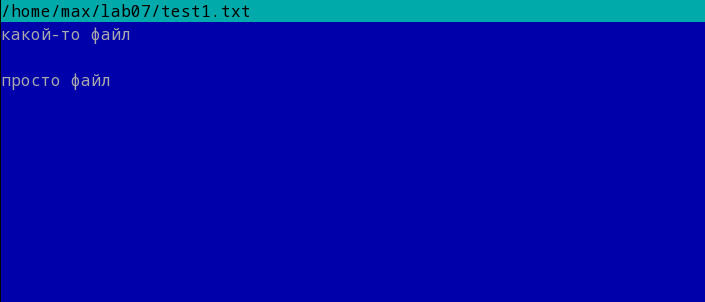 /home/max/lab07/test1.txt
какой-то файл
просто файл